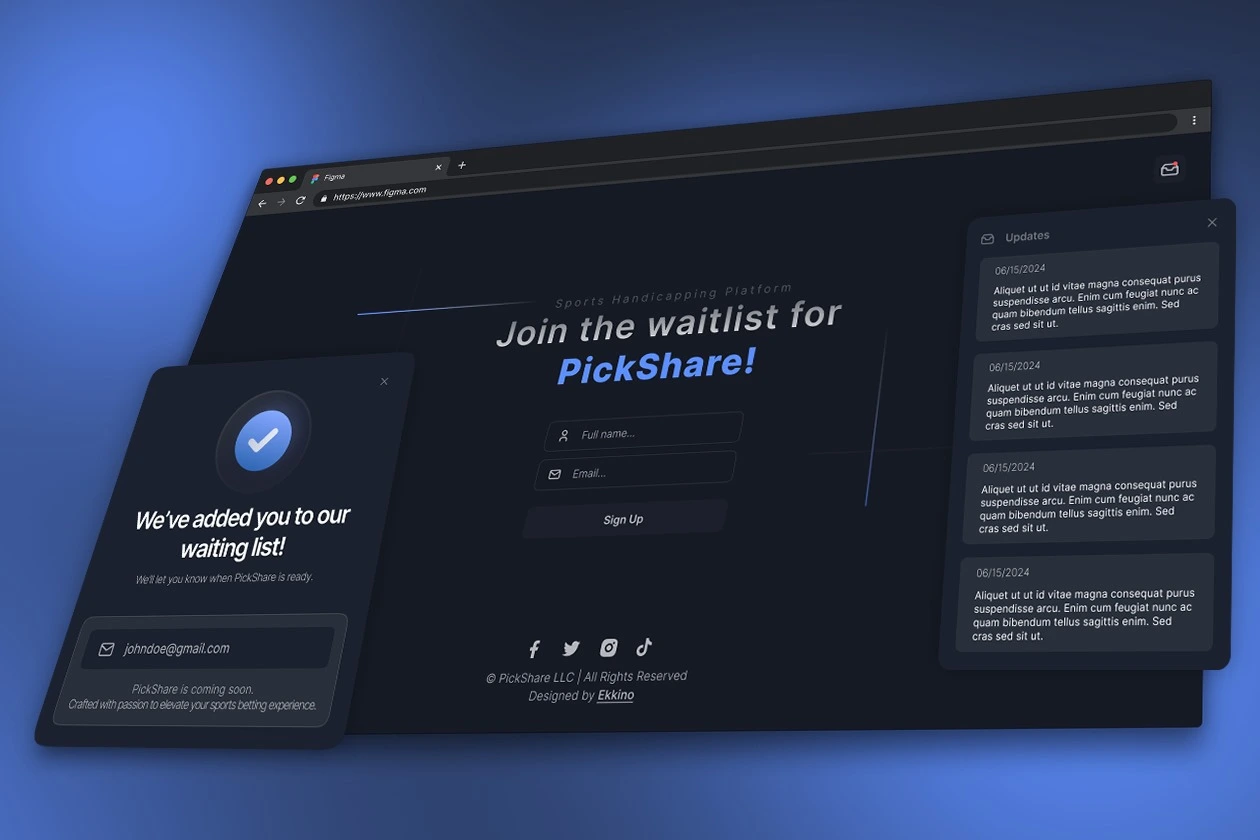 Figma
https://www.figma.com
Sports Handicapping Platform
Join the waitlist for
PickShare!
Full name...
Email...
Sign Up
© PickShare LLC | All Rights Reserved
Designed by Ekkino
We've added you to our
waiting list!
We'll let you know when PickShare is ready.
johndoe@gmail.com
PickShare is coming soon.
Crafted with passion to elevate your sports betting experience.
Updates
06/15/2024
Aliquet ut ut id vitae magna consequat purus
suspendisse arcu. Enim cum feugiat nunc ac
quam bibendum tellus sagittis enim. Sed
cras sed sit ut.
06/15/2024
Aliquet ut ut id vitae magna consequat purus
suspendisse arcu. Enim cum feugiat nunc ac
quam bibendum tellus sagittis enim. Sed
cras sed sit ut.
06/15/2024
Aliquet ut ut id vitae magna consequat purus
suspendisse arcu. Enim cum feugiat nunc ac
quam bibendum tellus sagittis enim. Sed
cras sed sit ut.
06/15/2024
Aliquet ut ut id vitae magna consequat purus
suspendisse arcu. Enim cum feugiat nunc ac
quam bibendum tellus sagittis enim. Sed
cras sed sit ut.